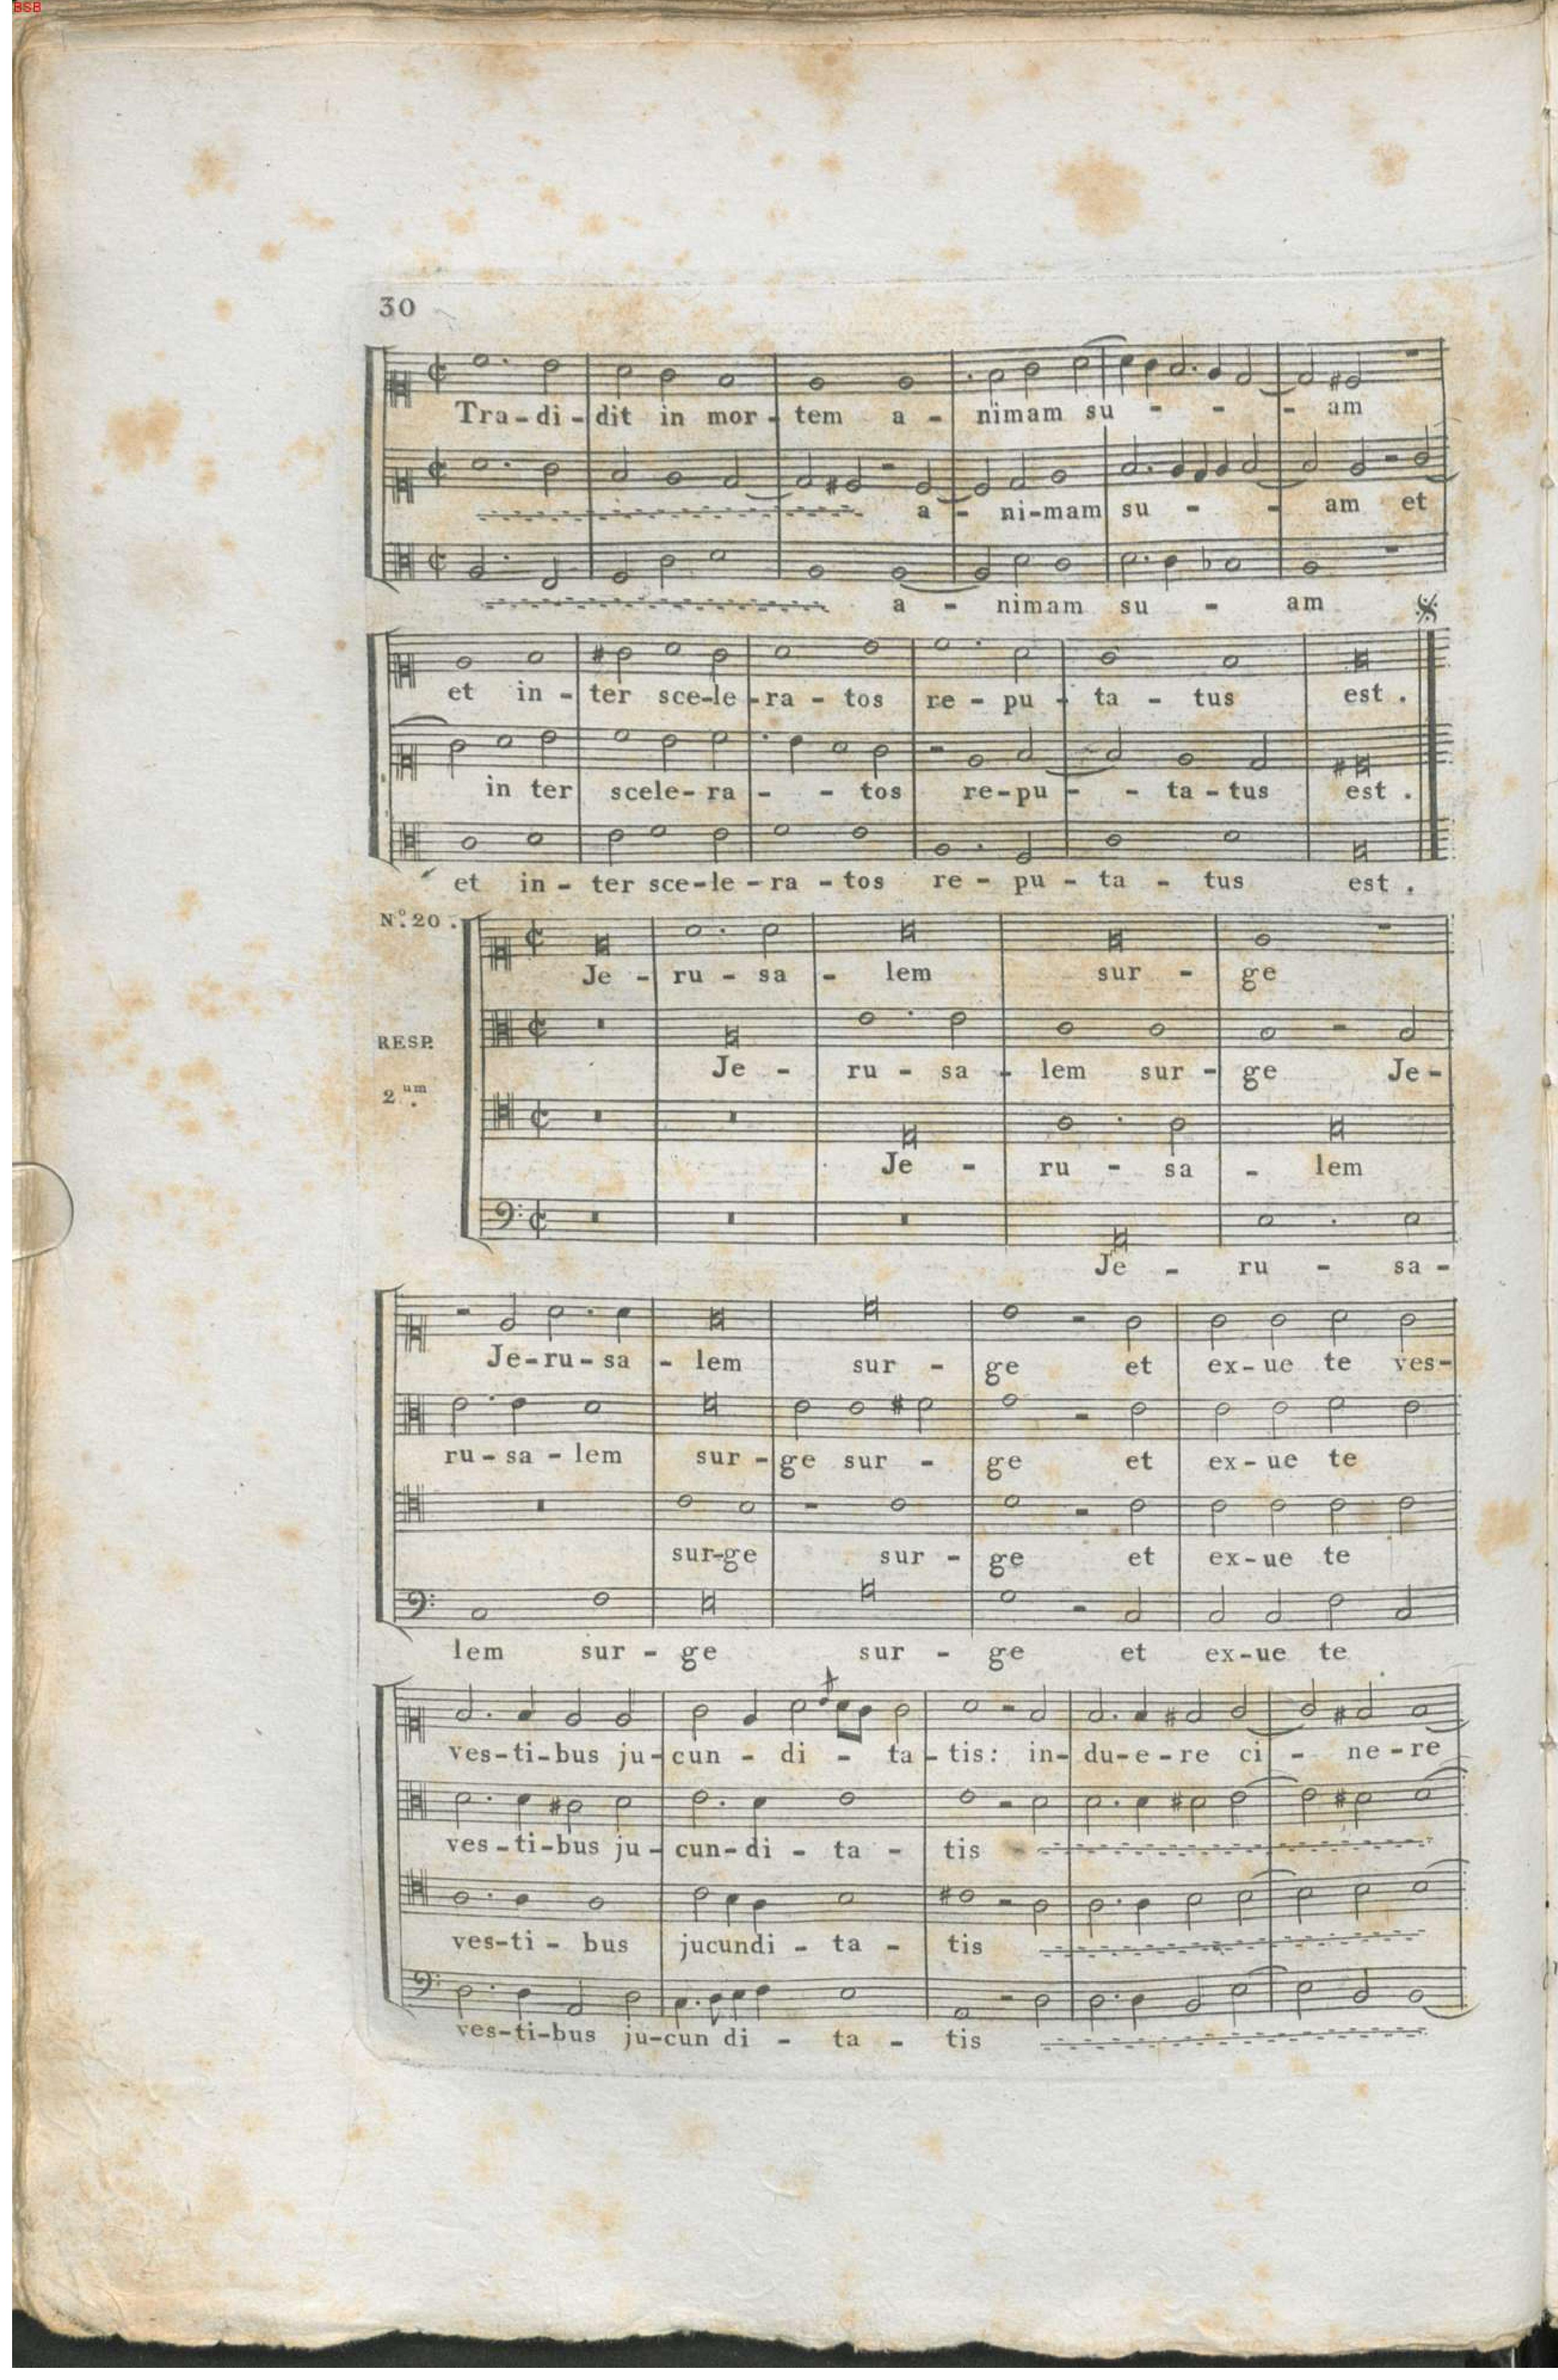 BSB
30
Tra-di-dit in mor-tem a-nimam su - - - am
a - ni-mam su - - am et
a - nimam su - am
et in-ter sce-le-ra-tos re-pu-ta-tus est.
in ter scele-ra - - tos re-pu - - ta-tus est.
et in-ter sce-le-ra-tos re-pu-ta-tus est.
Nº. 20.
Je-ru-sa-lem sur-ge
RESP.
Je-ru-sa-lem sur-ge Je-
2um.
Je-ru-sa-lem
Je-ru-sa-
Je-ru-sa-lem sur-ge et ex-ue te ves-
ru-sa-lem sur-ge sur-ge et ex-ue te
sur-ge sur-ge et ex-ue te
lem sur-ge sur-ge et ex-ue te
ves-ti-bus ju-cun-di-ta-tis: in-du-e-re ci-ne-re
ves-ti-bus ju-cun-di-ta-tis
ves-ti-bus jucundi-ta-tis
ves-ti-bus ju-cun di-ta-tis